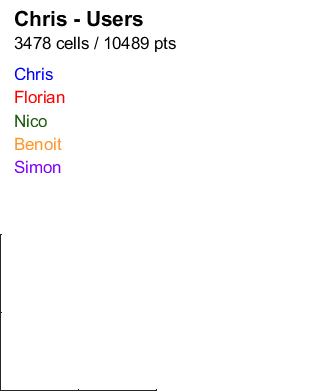 Chris - Users
3478 cells / 10489 pts
Chris
Florian
Nico
Benoit
Simon